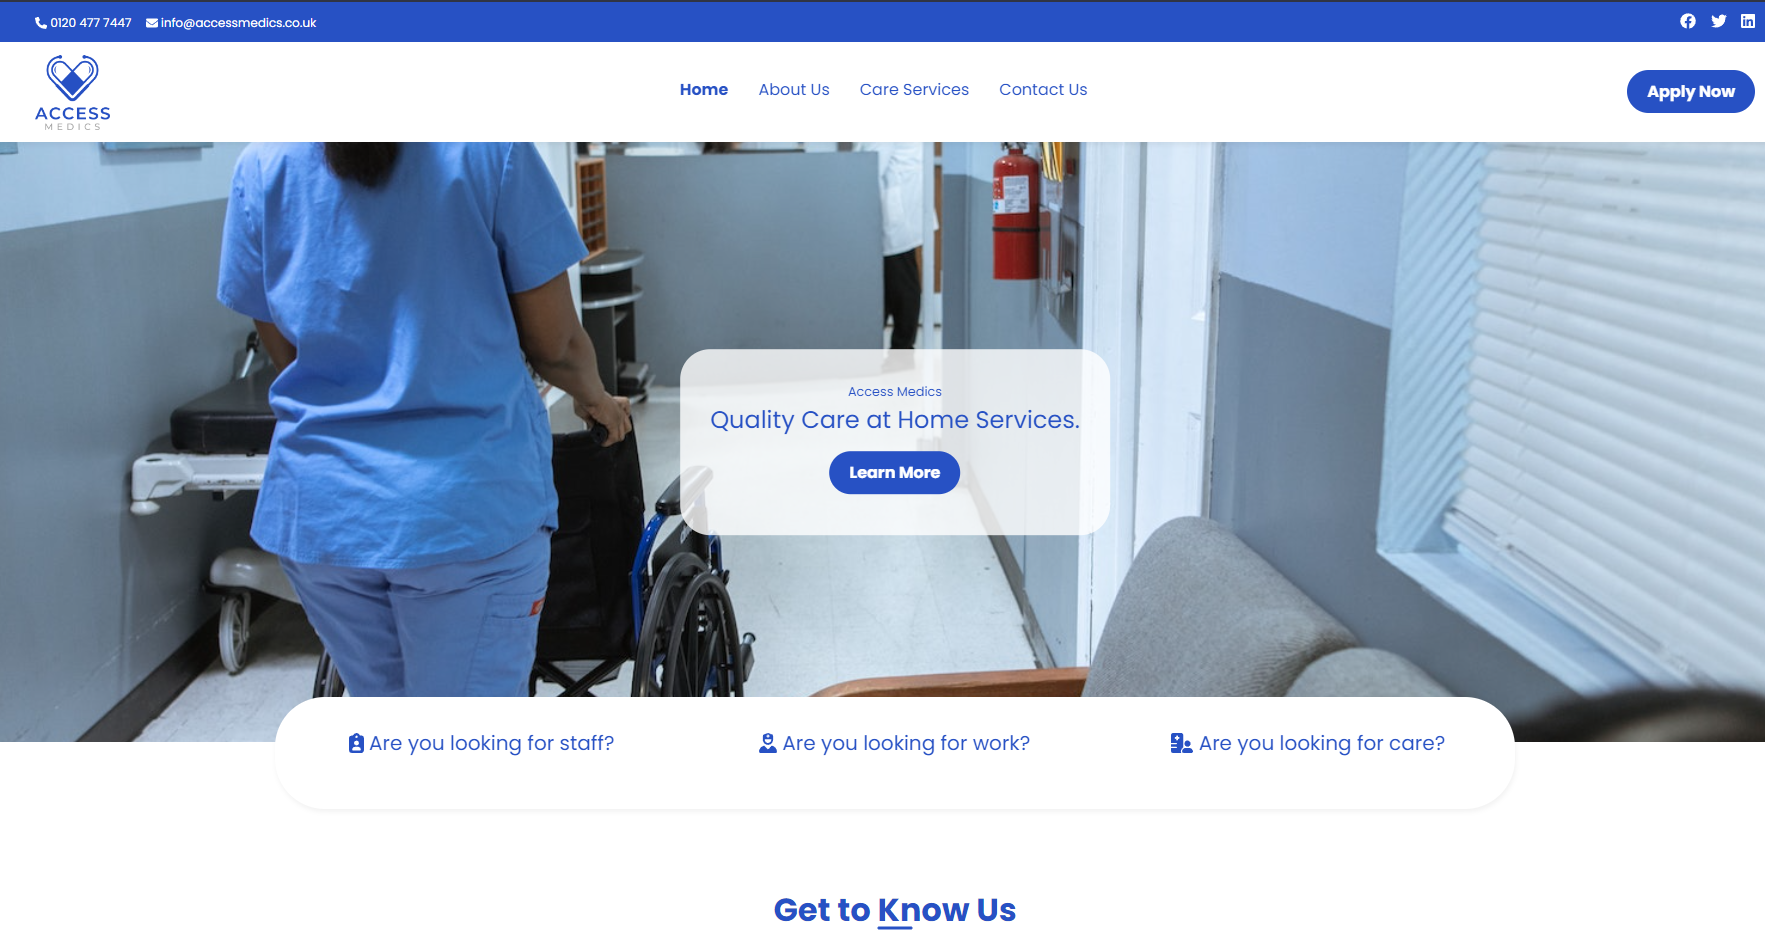 0120 477 7447 info@accessmedics.co.uk
ACCESS
MEDICS
Home About Us Care Services Contact Us
Apply Now
Access Medics
Quality Care at Home Services.
Learn More
Are you looking for staff? Are you looking for work? Are you looking for care?
Get to Know Us